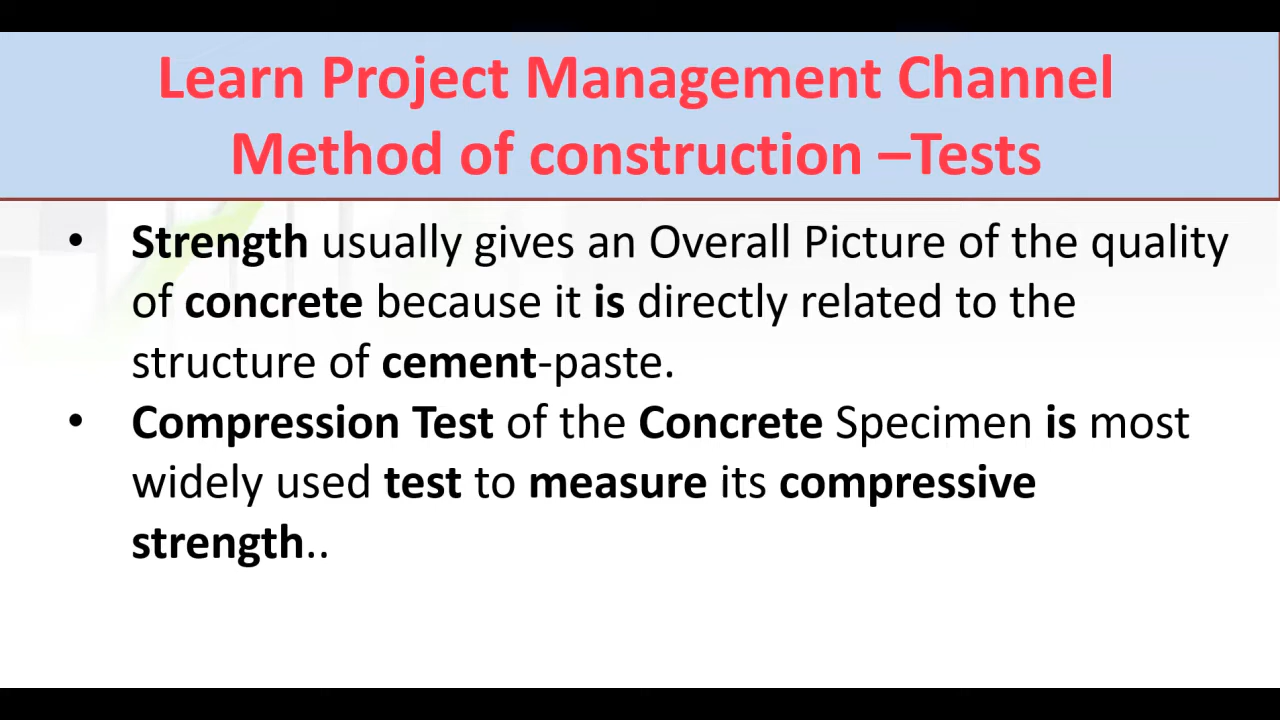 Learn Project Management Channel
Method of construction –Tests
• Strength usually gives an Overall Picture of the quality
of concrete because it is directly related to the
structure of cement-paste.
• Compression Test of the Concrete Specimen is most
widely used test to measure its compressive
strength..